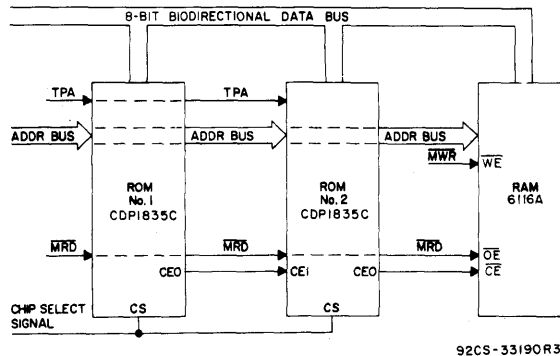 8-BIT BIODIRECTIONAL DATA BUS
TPA TPA
ADDR BUS ADDR BUS ADDR BUS
MWR WE
ROM No. 1 CDP1835C
ROM No. 2 CDP1835C
RAM 6116A
MRD MRD MRD OE
CEO CEI CEO CE
CHIP SELECT SIGNAL
CS CS
92CS-33190R3